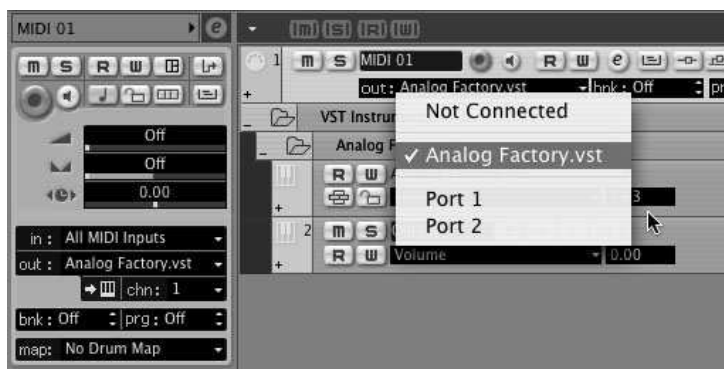 MIDI 01
e
m S R W
Off
Off
0.00
in : All MIDI Inputs
out : Analog Factory.vst
chn: 1
bnk : Off prg : Off
map: No Drum Map
(m) (S) (R) (W)
1 m S MIDI 01 R W e
out: Analog Factory.vst bnk: Off
+
Not Connected
✓ Analog Factory.vst
Port 1
Port 2
- VST Instrur
- Analog F
R W
+ 3
2 m S
R W Volume 0.00
+